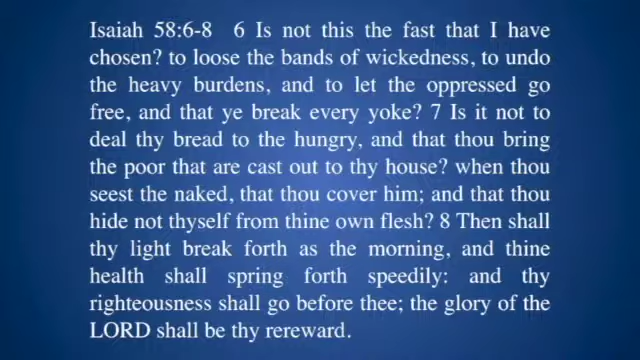 Isaiah 58:6-8 6 Is not this the fast that I have
chosen? to loose the bands of wickedness, to undo
the heavy burdens, and to let the oppressed go
free, and that ye break every yoke? 7 Is it not to
deal thy bread to the hungry, and that thou bring
the poor that are cast out to thy house? when thou
seest the naked, that thou cover him; and that thou
hide not thyself from thine own flesh? 8 Then shall
thy light break forth as the morning, and thine
health shall spring forth speedily: and thy
righteousness shall go before thee; the glory of the
LORD shall be thy rereward.